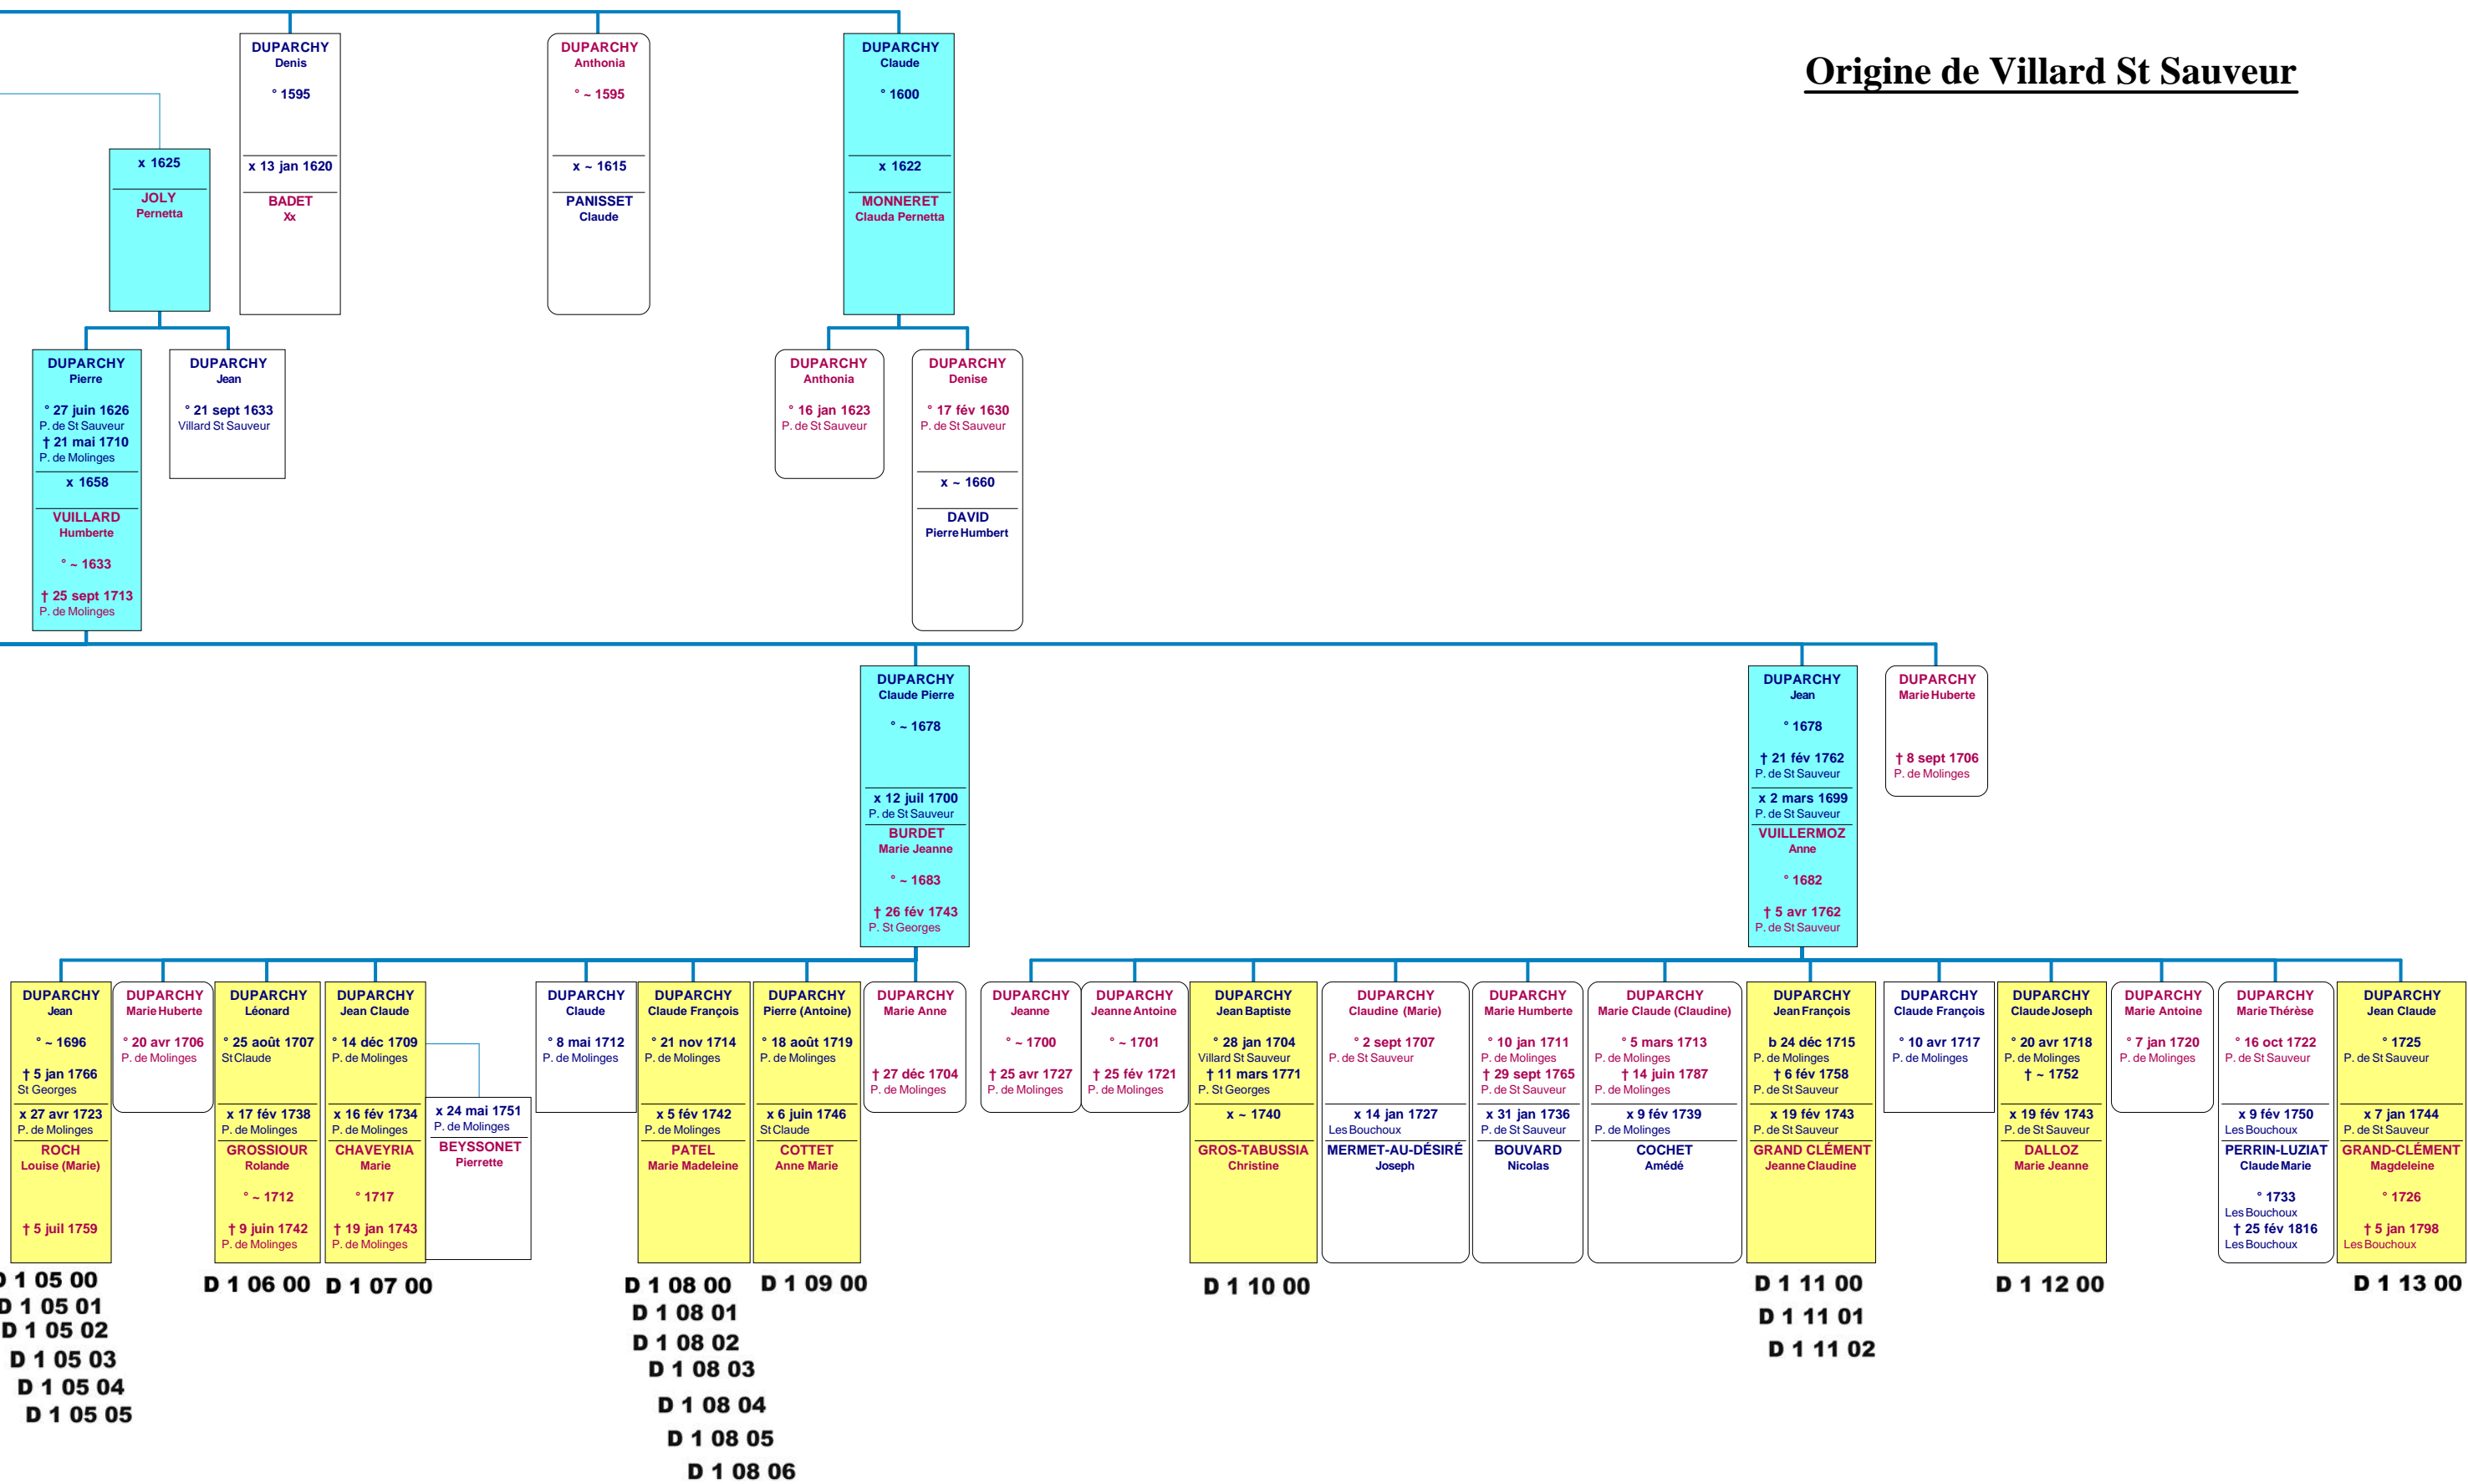 Origine de Villard St Sauveur
DUPARCHY
Denis
° 1595
x 13 jan 1620
BADET
Xx
DUPARCHY
Anthonia
° ~ 1595
x ~ 1615
PANISSET
Claude
DUPARCHY
Claude
° 1600
x 1622
MONNERET
Clauda Pernetta
x 1625
JOLY
Pernetta
DUPARCHY
Pierre
° 27 juin 1626
P. de St Sauveur
† 21 mai 1710
P. de Molinges
x 1658
VUILLARD
Humberte
° ~ 1633
† 25 sept 1713
P. de Molinges
DUPARCHY
Jean
° 21 sept 1633
Villard St Sauveur
DUPARCHY
Anthonia
° 16 jan 1623
P. de St Sauveur
DUPARCHY
Denise
° 17 fév 1630
P. de St Sauveur
x ~ 1660
DAVID
Pierre Humbert
DUPARCHY
Claude Pierre
° ~ 1678
x 12 juil 1700
P. de St Sauveur
BURDET
Marie Jeanne
° ~ 1683
† 26 fév 1743
P. St Georges
DUPARCHY
Jean
° 1678
† 21 fév 1762
P. de St Sauveur
x 2 mars 1699
P. de St Sauveur
VUILLERMOZ
Anne
° 1682
† 5 avr 1762
P. de St Sauveur
DUPARCHY
Marie Huberte
† 8 sept 1706
P. de Molinges
DUPARCHY
Jean
° ~ 1696
† 5 jan 1766
St Georges
x 27 avr 1723
P. de Molinges
ROCH
Louise (Marie)
† 5 juil 1759
DUPARCHY
Marie Huberte
° 20 avr 1706
P. de Molinges
DUPARCHY
Léonard
° 25 août 1707
St Claude
x 17 fév 1738
P. de Molinges
GROSSIOUR
Rolande
° ~ 1712
† 9 juin 1742
P. de Molinges
DUPARCHY
Jean Claude
° 14 déc 1709
P. de Molinges
x 16 fév 1734
P. de Molinges
CHAVEYRIA
Marie
° 1717
† 19 jan 1743
P. de Molinges
x 24 mai 1751
P. de Molinges
BEYSSONET
Pierrette
DUPARCHY
Claude
° 8 mai 1712
P. de Molinges
DUPARCHY
Claude François
° 21 nov 1714
P. de Molinges
x 5 fév 1742
P. de Molinges
PATEL
Marie Madeleine
DUPARCHY
Pierre (Antoine)
° 18 août 1719
P. de Molinges
x 6 juin 1746
St Claude
COTTET
Anne Marie
DUPARCHY
Marie Anne
† 27 déc 1704
P. de Molinges
DUPARCHY
Jeanne
° ~ 1700
† 25 avr 1727
P. de Molinges
DUPARCHY
Jeanne Antoine
° ~ 1701
† 25 fév 1721
P. de Molinges
DUPARCHY
Jean Baptiste
° 28 jan 1704
Villard St Sauveur
† 11 mars 1771
P. St Georges
x ~ 1740
GROS-TABUSSIA
Christine
DUPARCHY
Claudine (Marie)
° 2 sept 1707
P. de St Sauveur
x 14 jan 1727
Les Bouchoux
MERMET-AU-DÉSIRÉ
Joseph
DUPARCHY
Marie Humberte
° 10 jan 1711
P. de Molinges
† 29 sept 1765
P. de St Sauveur
x 31 jan 1736
P. de St Sauveur
BOUVARD
Nicolas
DUPARCHY
Marie Claude (Claudine)
° 5 mars 1713
P. de Molinges
† 14 juin 1787
P. de Molinges
x 9 fév 1739
P. de Molinges
COCHET
Amédé
DUPARCHY
Jean François
b 24 déc 1715
P. de Molinges
† 6 fév 1758
P. de St Sauveur
x 19 fév 1743
P. de St Sauveur
GRAND CLÉMENT
Jeanne Claudine
DUPARCHY
Claude François
° 10 avr 1717
P. de Molinges
DUPARCHY
Claude Joseph
° 20 avr 1718
P. de Molinges
† ~ 1752
x 19 fév 1743
P. de St Sauveur
DALLOZ
Marie Jeanne
DUPARCHY
Marie Antoine
° 7 jan 1720
P. de Molinges
DUPARCHY
Marie Thérèse
° 16 oct 1722
P. de St Sauveur
x 9 fév 1750
Les Bouchoux
PERRIN-LUZIAT
Claude Marie
° 1733
Les Bouchoux
† 25 fév 1816
Les Bouchoux
DUPARCHY
Jean Claude
° 1725
P. de St Sauveur
x 7 jan 1744
P. de St Sauveur
GRAND-CLÉMENT
Magdeleine
° 1726
† 5 jan 1798
Les Bouchoux
D 1 05 00
D 1 05 01
D 1 05 02
D 1 05 03
D 1 05 04
D 1 05 05
D 1 06 00
D 1 07 00
D 1 08 00
D 1 08 01
D 1 08 02
D 1 08 03
D 1 08 04
D 1 08 05
D 1 08 06
D 1 09 00
D 1 10 00
D 1 11 00
D 1 11 01
D 1 11 02
D 1 12 00
D 1 13 00